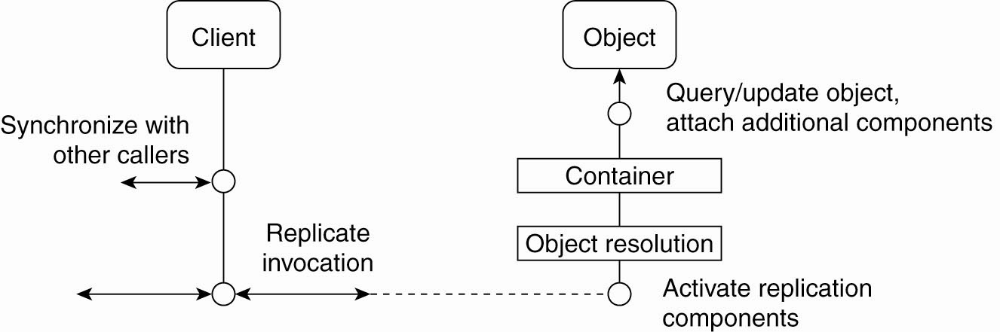 Client
Object
Query/update object,
attach additional components
Synchronize with
other callers
Container
Replicate
invocation
Object resolution
Activate replication
components